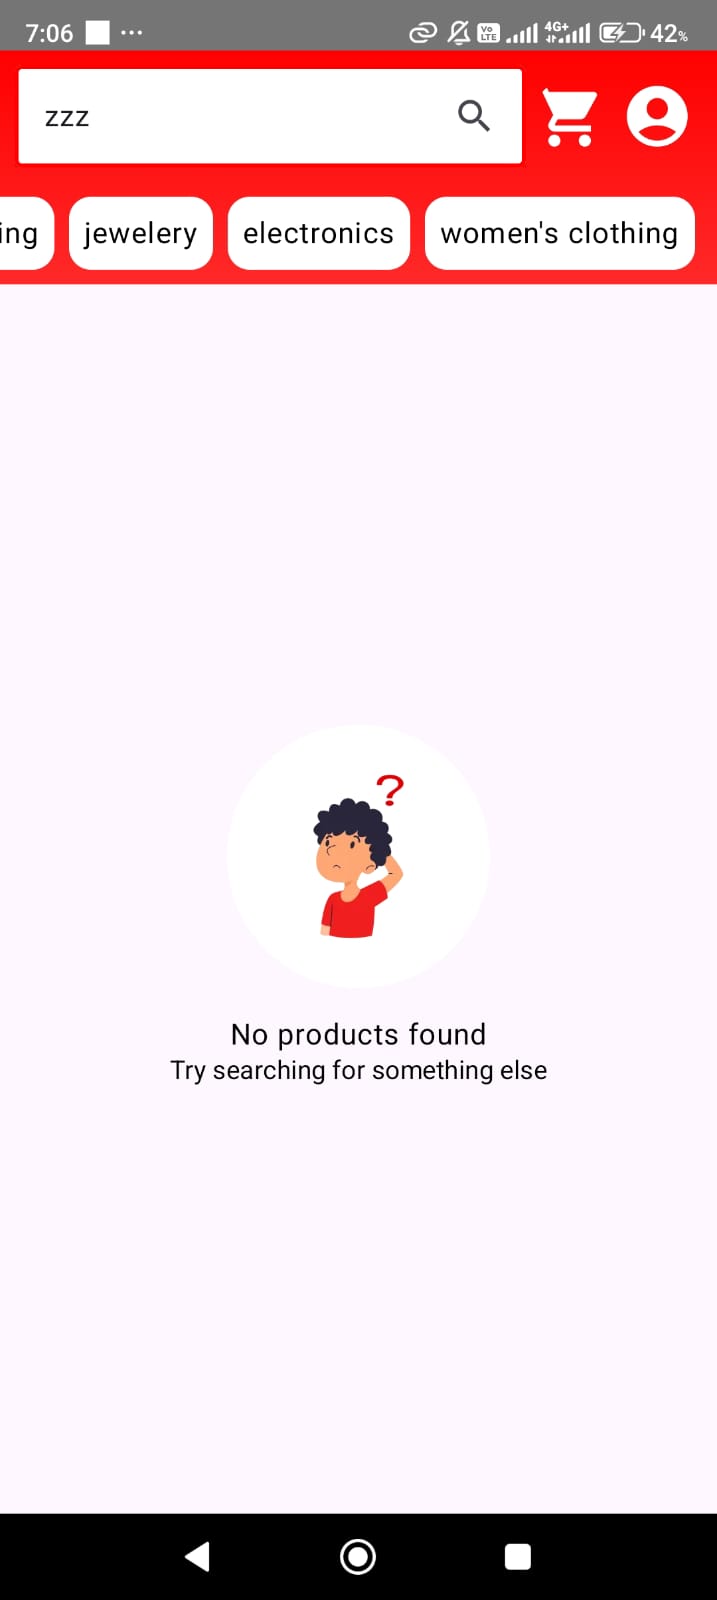 7:06 ... Vo LTE 4G+ 42%
zzz
ing jewelery electronics women's clothing
?
No products found
Try searching for something else